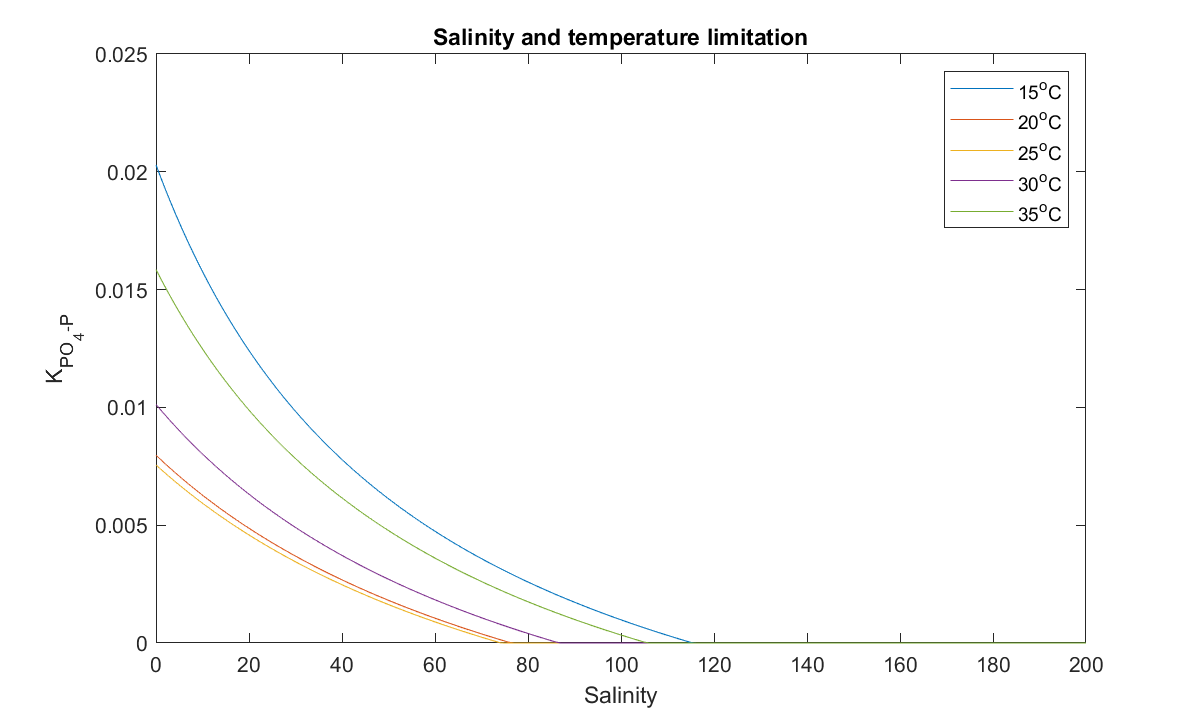 Salinity and temperature limitation
0.025
0.02
0.015
0.01
0.005
0
K_PO_4-P
0 20 40 60 80 100 120 140 160 180 200
Salinity
15°C
20°C
25°C
30°C
35°C